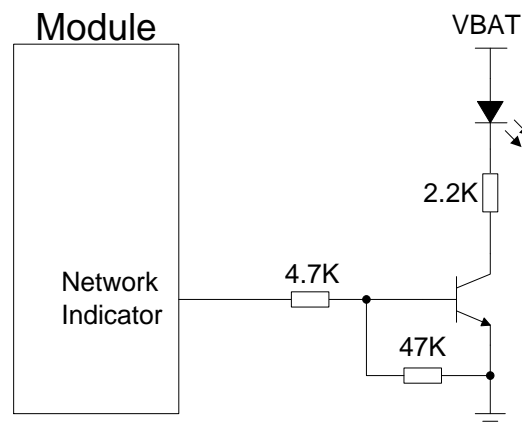 Module
VBAT
2.2K
4.7K
Network
Indicator
47K